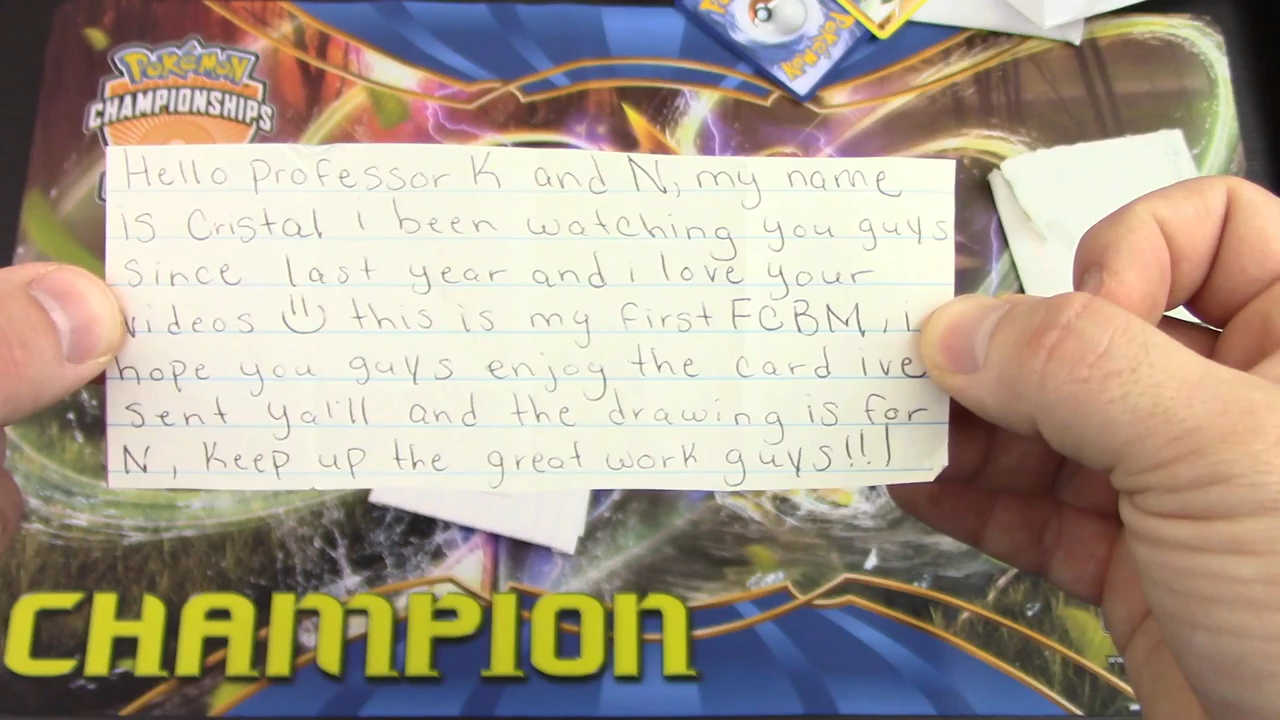 POKéMON
POKéMON
CHAMPIONSHIPS
Hello Professor K and N, my name
is Cristal i been watching you guys
since last year and i love your
videos this is my first FCBM, i
hope you guys enjoy the card ive
sent yal'll and the drawing is for
N, Keep up the great work guys!!!
CHAMPION